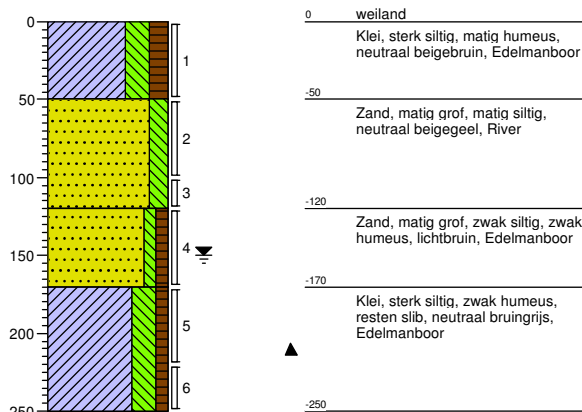 0
50
100
150
200
250
1
2
3
4
5
6
0 weiland
Klei, sterk siltig, matig humeus,
neutraal beigebruin, Edelmanboor
-50
Zand, matig grof, matig siltig,
neutraal beigegeel, River
-120
Zand, matig grof, zwak siltig, zwak
humeus, lichtbruin, Edelmanboor
-170
Klei, sterk siltig, zwak humeus,
resten slib, neutraal bruingrijs,
Edelmanboor
-250